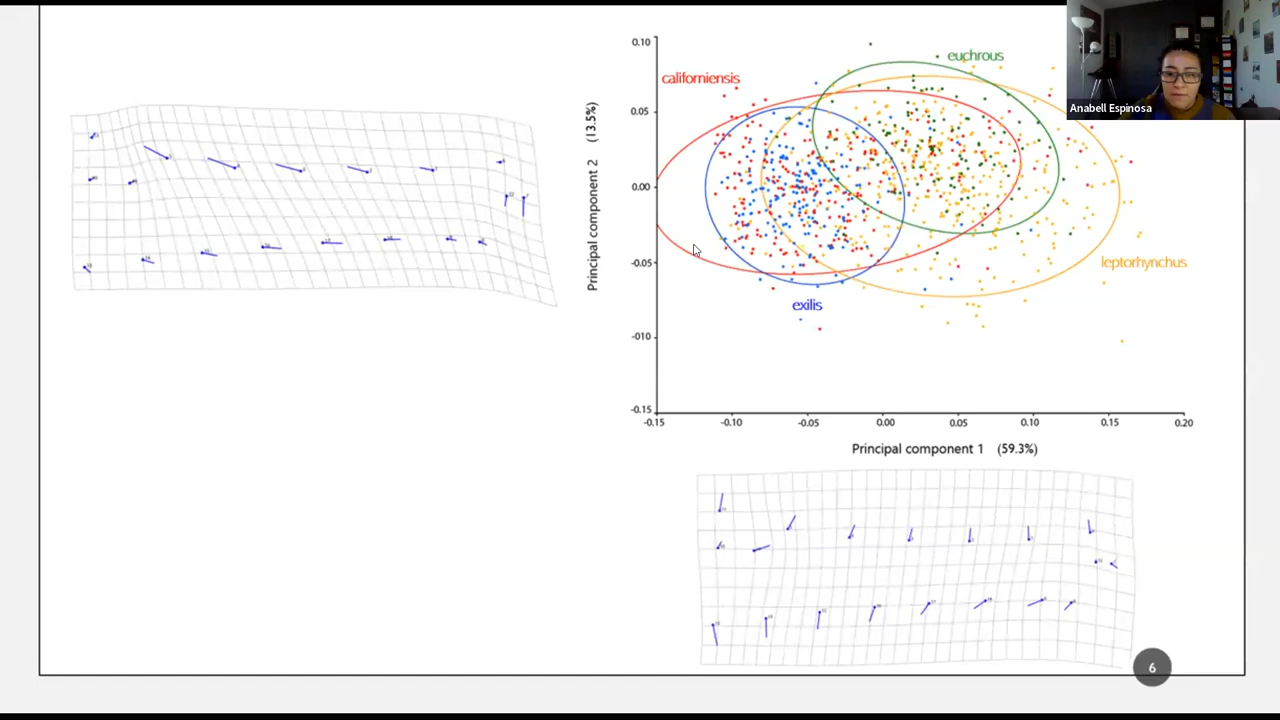 Anabell Espinosa
euchrous
californiensis
leptorhynchus
exilis
Principal component 2 (13.5%)
0.10
0.05
0.00
-0.05
-010
-0.15
-0.15
-0.10
-0.05
0.00
0.05
0.10
0.15
0.20
Principal component 1 (59.3%)
6